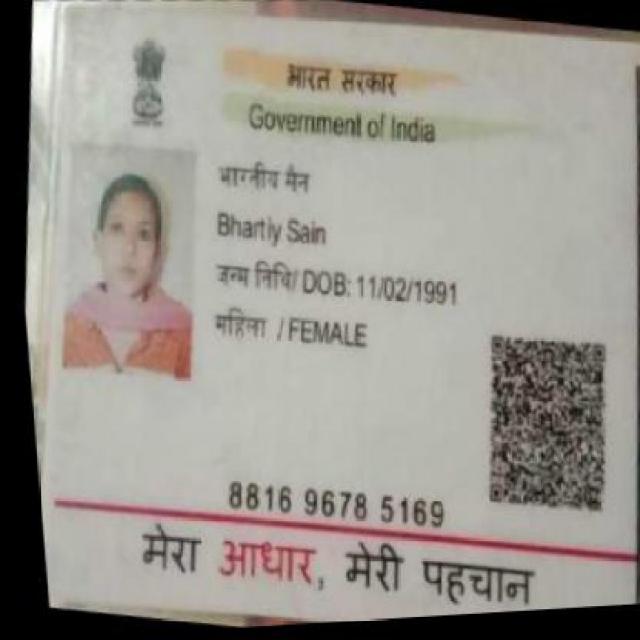 भारत सरकार
Government of India
भारतीय सैन
Bhartiy Sain
जन्म तिथि/ DOB: 11/02/1991
महिला / FEMALE
8816 9678 5169
मेरा आधार, मेरी पहचान